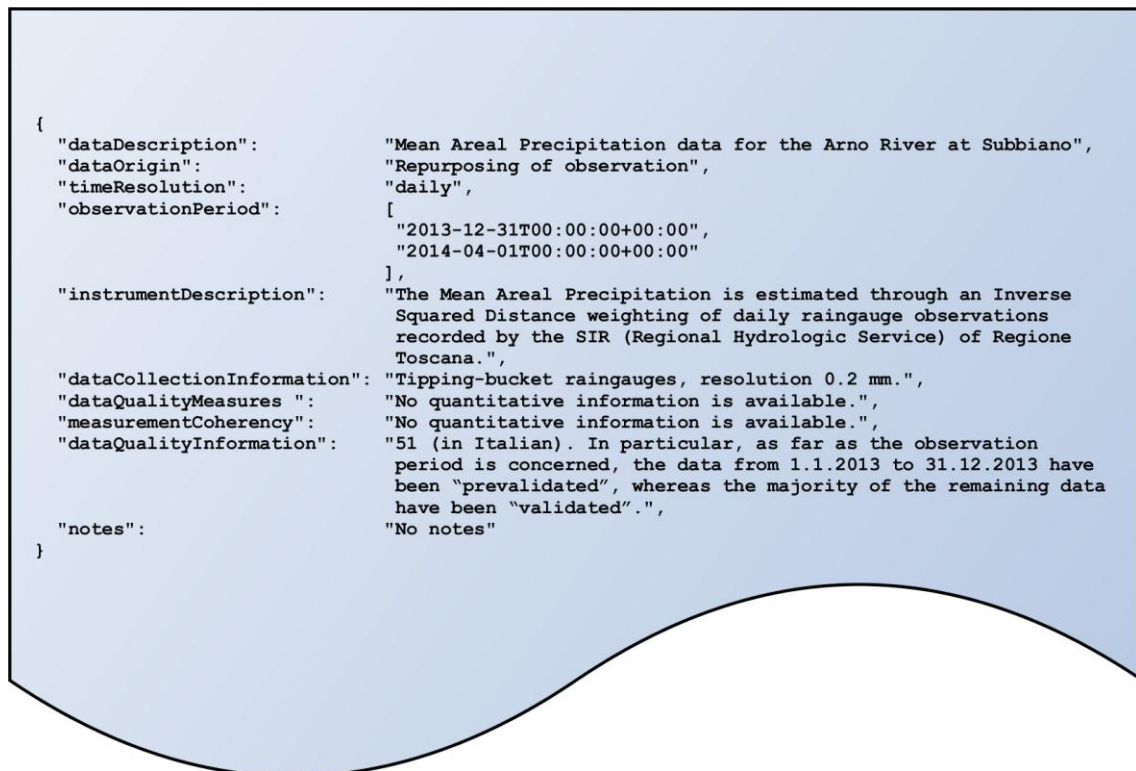 {
"dataDescription": "Mean Areal Precipitation data for the Arno River at Subbiano",
"dataOrigin": "Repurposing of observation",
"timeResolution": "daily",
"observationPeriod": [
"2013-12-31T00:00:00+00:00",
"2014-04-01T00:00:00+00:00"
],
"instrumentDescription": "The Mean Areal Precipitation is estimated through an Inverse
Squared Distance weighting of daily raingauge observations
recorded by the SIR (Regional Hydrologic Service) of Regione
Toscana.",
"dataCollectionInformation": "Tipping-bucket raingauges, resolution 0.2 mm.",
"dataQualityMeasures ": "No quantitative information is available.",
"measurementCoherency": "No quantitative information is available.",
"dataQualityInformation": "51 (in Italian). In particular, as far as the observation
period is concerned, the data from 1.1.2013 to 31.12.2013 have
been “prevalidated”, whereas the majority of the remaining data
have been “validated”.",
"notes": "No notes"
}